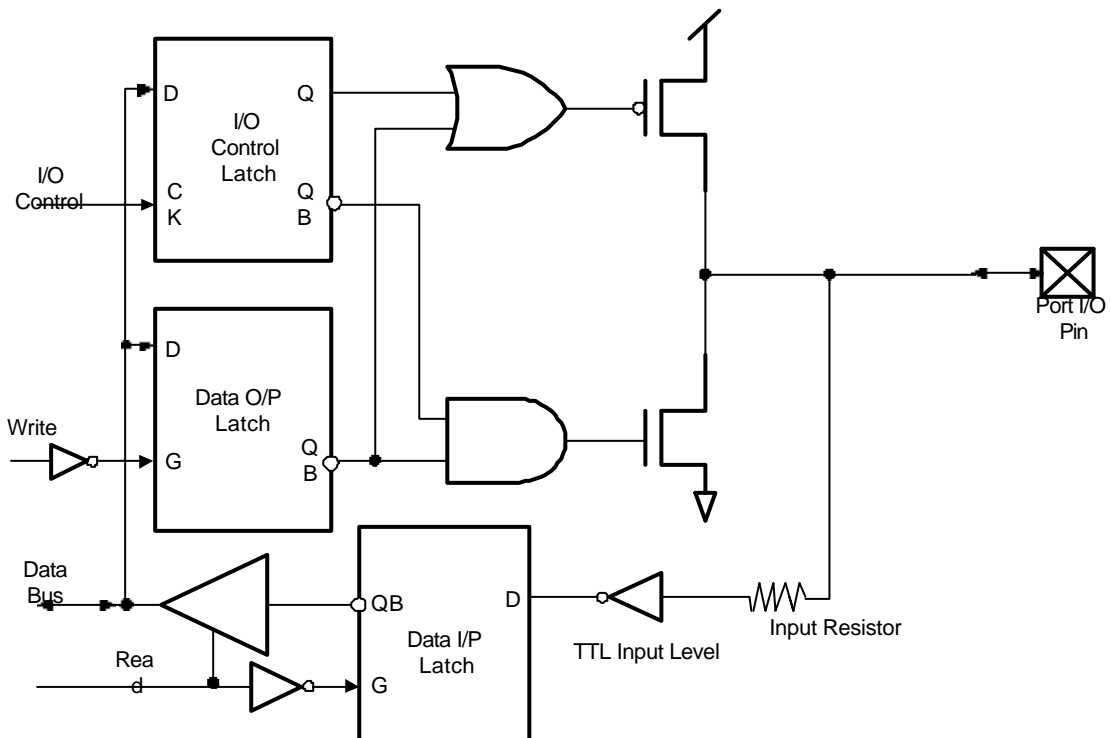 D
Q
I/O
Control
Latch
I/O
Control
C
K
Q
B
Port I/O
Pin
D
Data O/P
Latch
Write
G
Q
B
Data
Bus
QB
D
Data I/P
Latch
TTL Input Level
Input Resistor
Rea
d
G